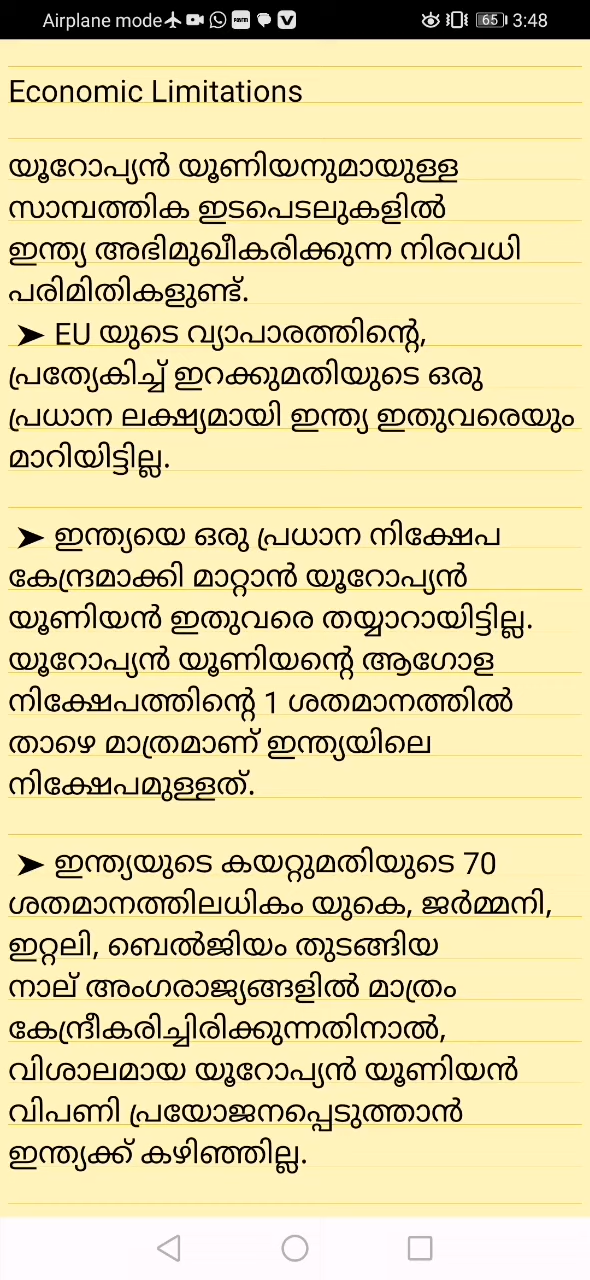 Airplane mode 65 3:48
Economic Limitations
യൂറോപ്യൻ യൂണിയനുമായുള്ള
സാമ്പത്തിക ഇടപെടലുകളിൽ
ഇന്ത്യ അഭിമുഖീകരിക്കുന്ന നിരവധി
പരിമിതികളുണ്ട്.
➤ EU യുടെ വ്യാപാരത്തിന്റെ,
പ്രത്യേകിച്ച് ഇറക്കുമതിയുടെ ഒരു
പ്രധാന ലക്ഷ്യമായി ഇന്ത്യ ഇതുവരെയും
മാറിയിട്ടില്ല.
➤ ഇന്ത്യയെ ഒരു പ്രധാന നിക്ഷേപ
കേന്ദ്രമാക്കി മാറ്റാൻ യൂറോപ്യൻ
യൂണിയൻ ഇതുവരെ തയ്യാറായിട്ടില്ല.
യൂറോപ്യൻ യൂണിയന്റെ ആഗോള
നിക്ഷേപത്തിന്റെ 1 ശതമാനത്തിൽ
താഴെ മാത്രമാണ് ഇന്ത്യയിലെ
നിക്ഷേപമുള്ളത്.
➤ ഇന്ത്യയുടെ കയറ്റുമതിയുടെ 70
ശതമാനത്തിലധികം യുകെ, ജർമ്മനി,
ഇറ്റലി, ബെൽജിയം തുടങ്ങിയ
നാല് അംഗരാജ്യങ്ങളിൽ മാത്രം
കേന്ദ്രീകരിച്ചിരിക്കുന്നതിനാൽ,
വിശാലമായ യൂറോപ്യൻ യൂണിയൻ
വിപണി പ്രയോജനപ്പെടുത്താൻ
ഇന്ത്യക്ക് കഴിഞ്ഞില്ല.